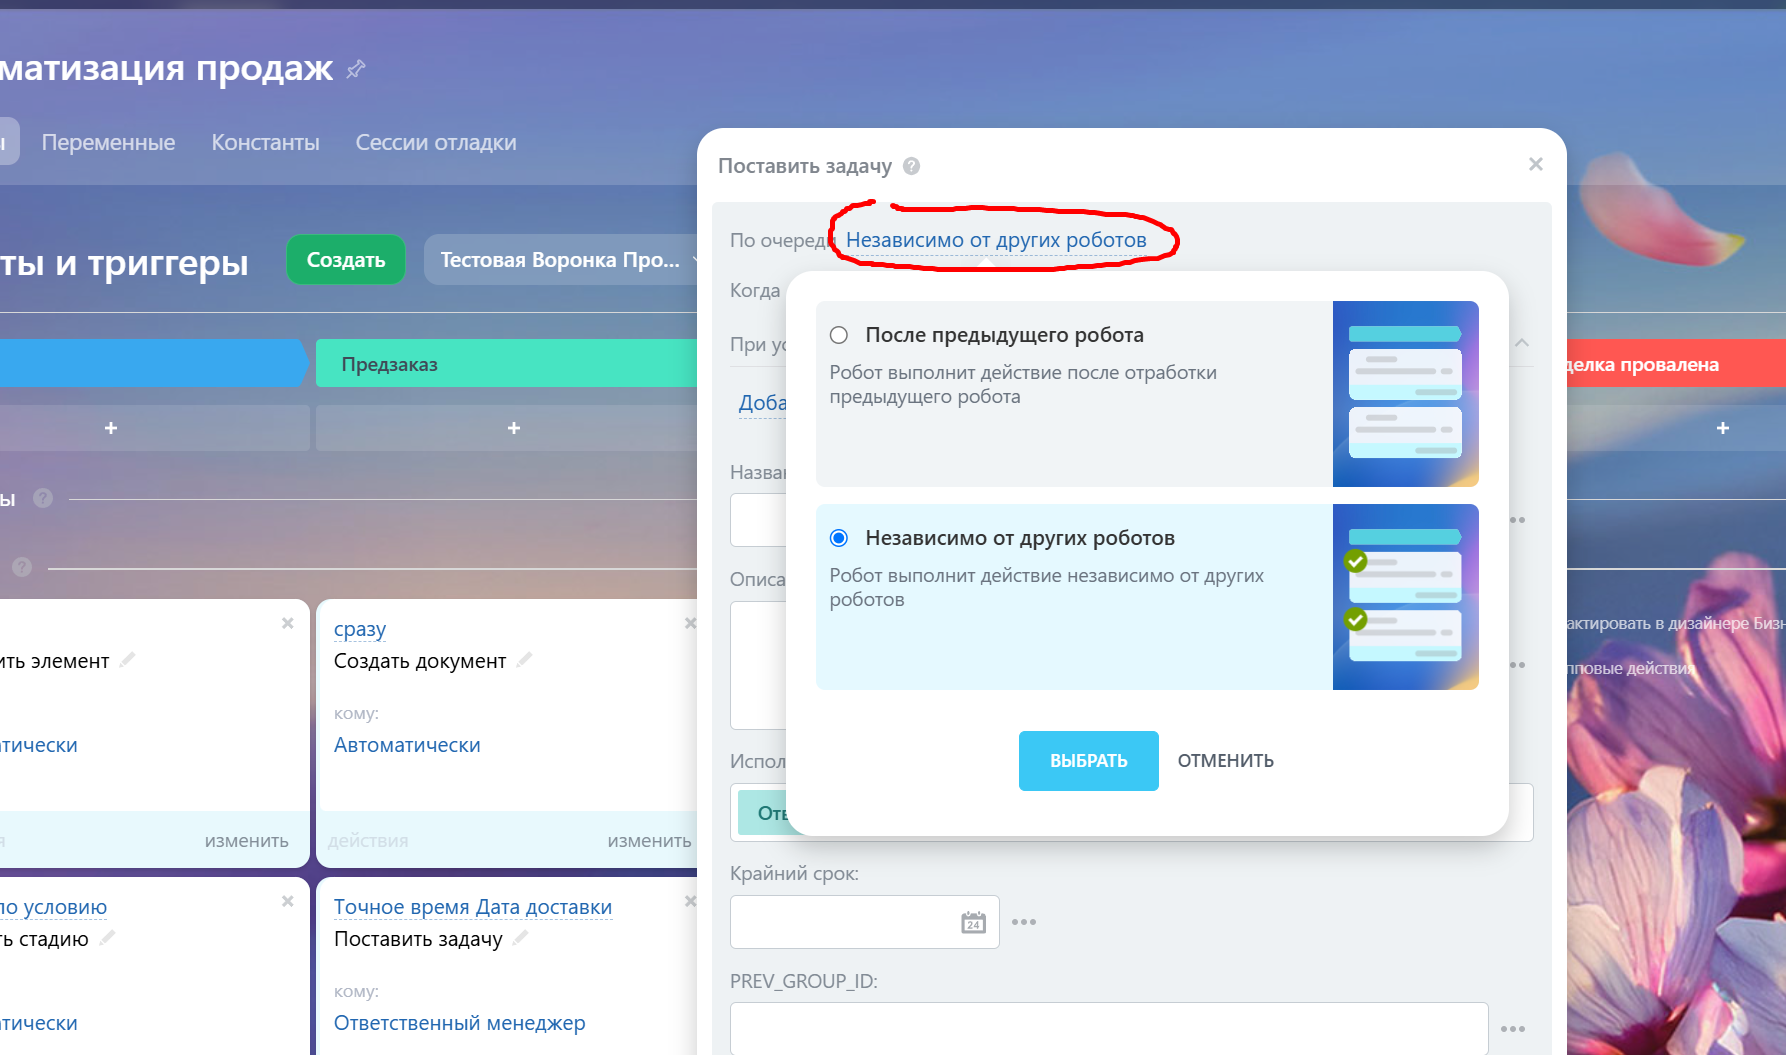 матизация продаж
ы Переменные Константы Сессии отладки
ты и триггеры Создать Тестовая Воронка Про...
Предзаказ
+ +
ы ?
?
×
ить элемент
тически
я изменить
по условию ×
ть стадию
тически
сразу ×
Создать документ
кому:
Автоматически
действия изменить
Точное время Дата доставки ×
Поставить задачу
кому:
Ответственный менеджер
Поставить задачу ? ×
По очереди Независимо от других роботов
Когда
При ус
Доба
Назван
Описа
Испол
Отв
Крайний срок:
24
PREV_GROUP_ID:
После предыдущего робота
Робот выполнит действие после отработки
предыдущего робота
Независимо от других роботов
Робот выполнит действие независимо от других
роботов
ВЫБРАТЬ ОТМЕНИТЬ
делка провалена
+
актировать в дизайнере Бизн
пповые действия